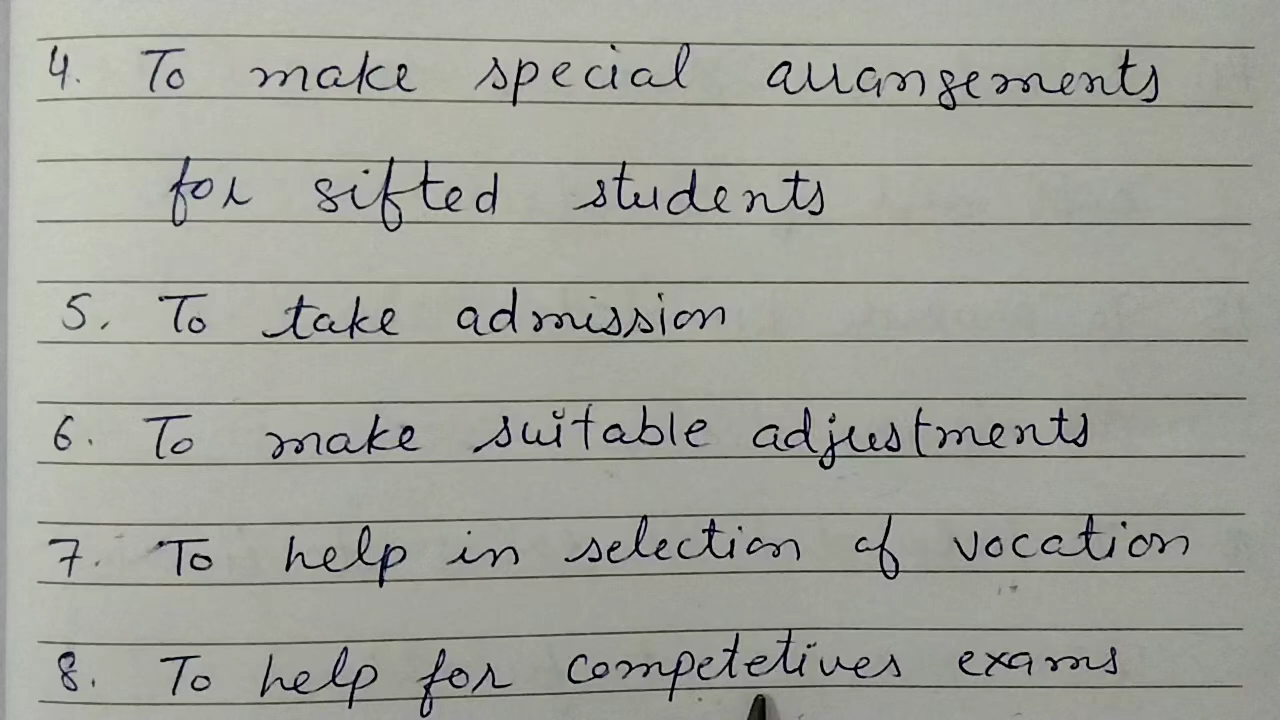 4. To make special arrangements
for gifted students
5. To take admission
6. To make suitable adjustments
7. To help in selection of vocation
8. To help for competetives exams